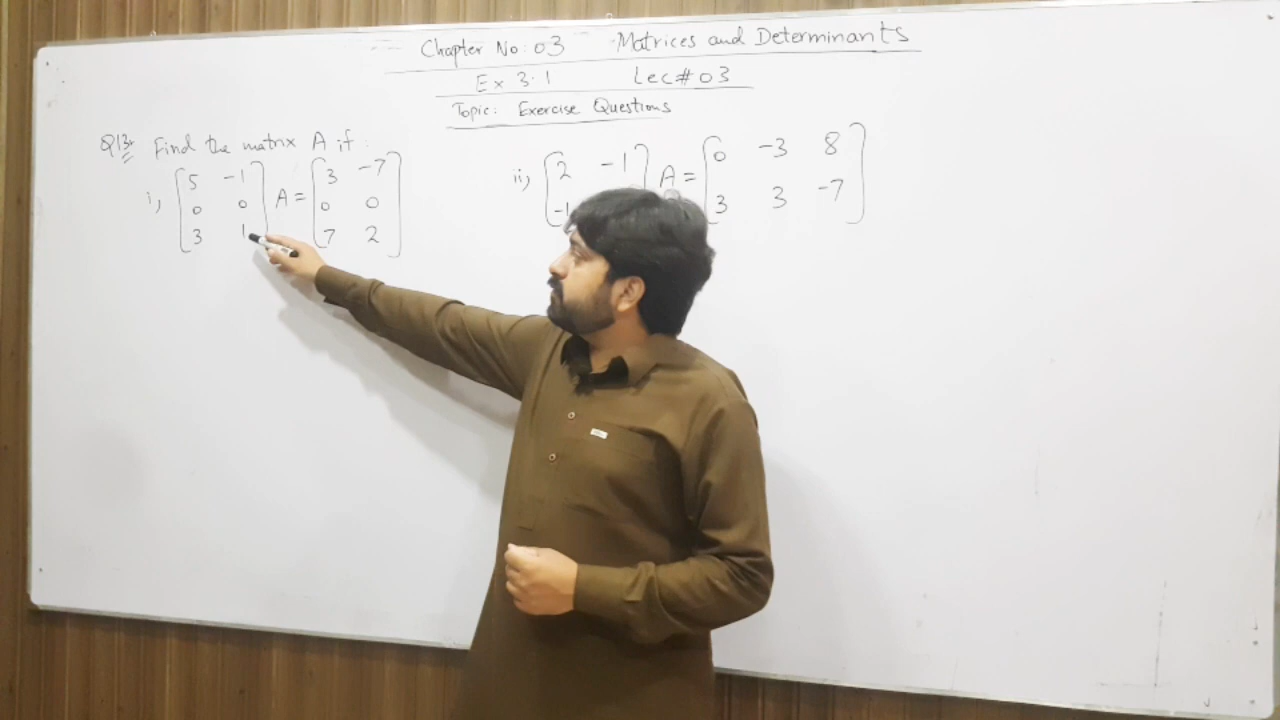 Chapter No: 03 Matrices and Determinants
Ex 3.1 Lec# 03
Topic: Exercise Questions
Q13: Find the matrix A if:
i) [5 -1] A = [3 -7]
[0 0] [0 0]
[3 1] [7 2]
ii) [2 -1] A = [0 -3 8]
[-1 [3 3 -7]